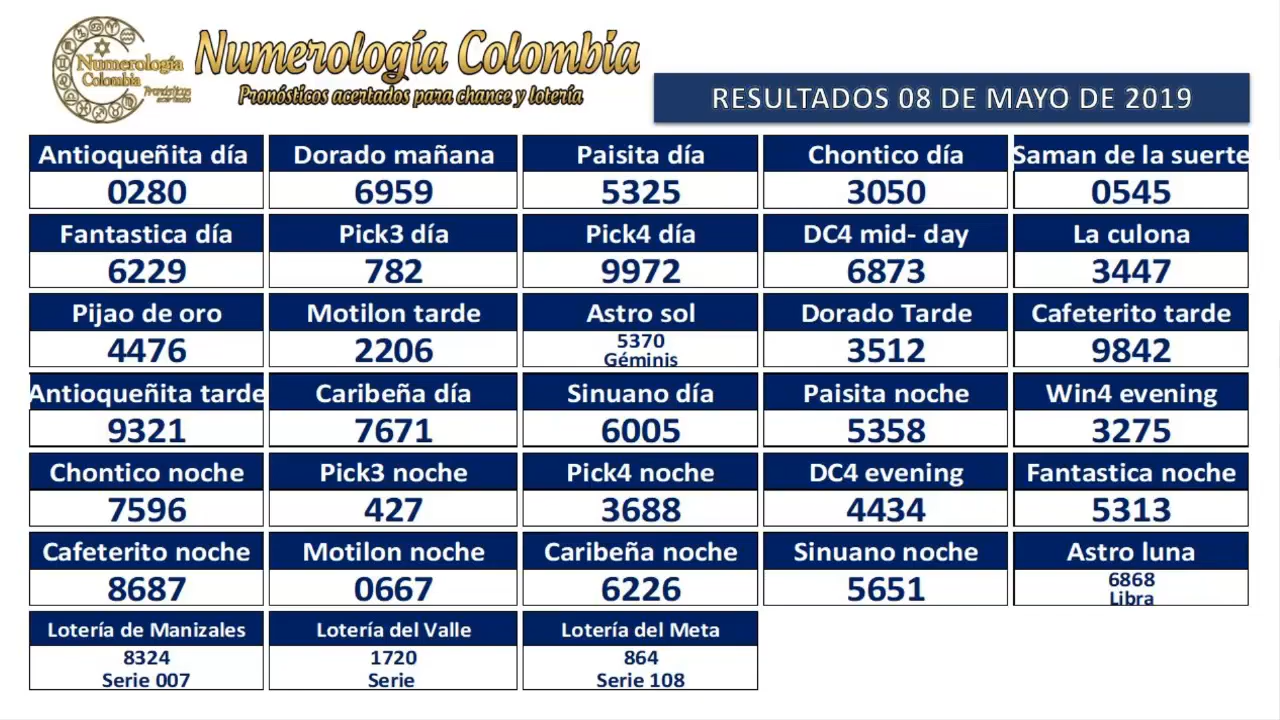 Numerología
Colombia
Pronósticos
acertados
Numerología Colombia
Pronósticos acertados para chance y lotería
RESULTADOS 08 DE MAYO DE 2019
Antioqueñita día Dorado mañana Paisita día Chontico día Saman de la suerte
0280 6959 5325 3050 0545
Fantastica día Pick3 día Pick4 día DC4 mid- day La culona
6229 782 9972 6873 3447
Pijao de oro Motilon tarde Astro sol Dorado Tarde Cafeterito tarde
4476 2206 5370 Géminis 3512 9842
Antioqueñita tarde Caribeña día Sinuano día Paisita noche Win4 evening
9321 7671 6005 5358 3275
Chontico noche Pick3 noche Pick4 noche DC4 evening Fantastica noche
7596 427 3688 4434 5313
Cafeterito noche Motilon noche Caribeña noche Sinuano noche Astro luna
8687 0667 6226 5651 6868 Libra
Lotería de Manizales Lotería del Valle Lotería del Meta
8324 1720 864
Serie 007 Serie Serie 108